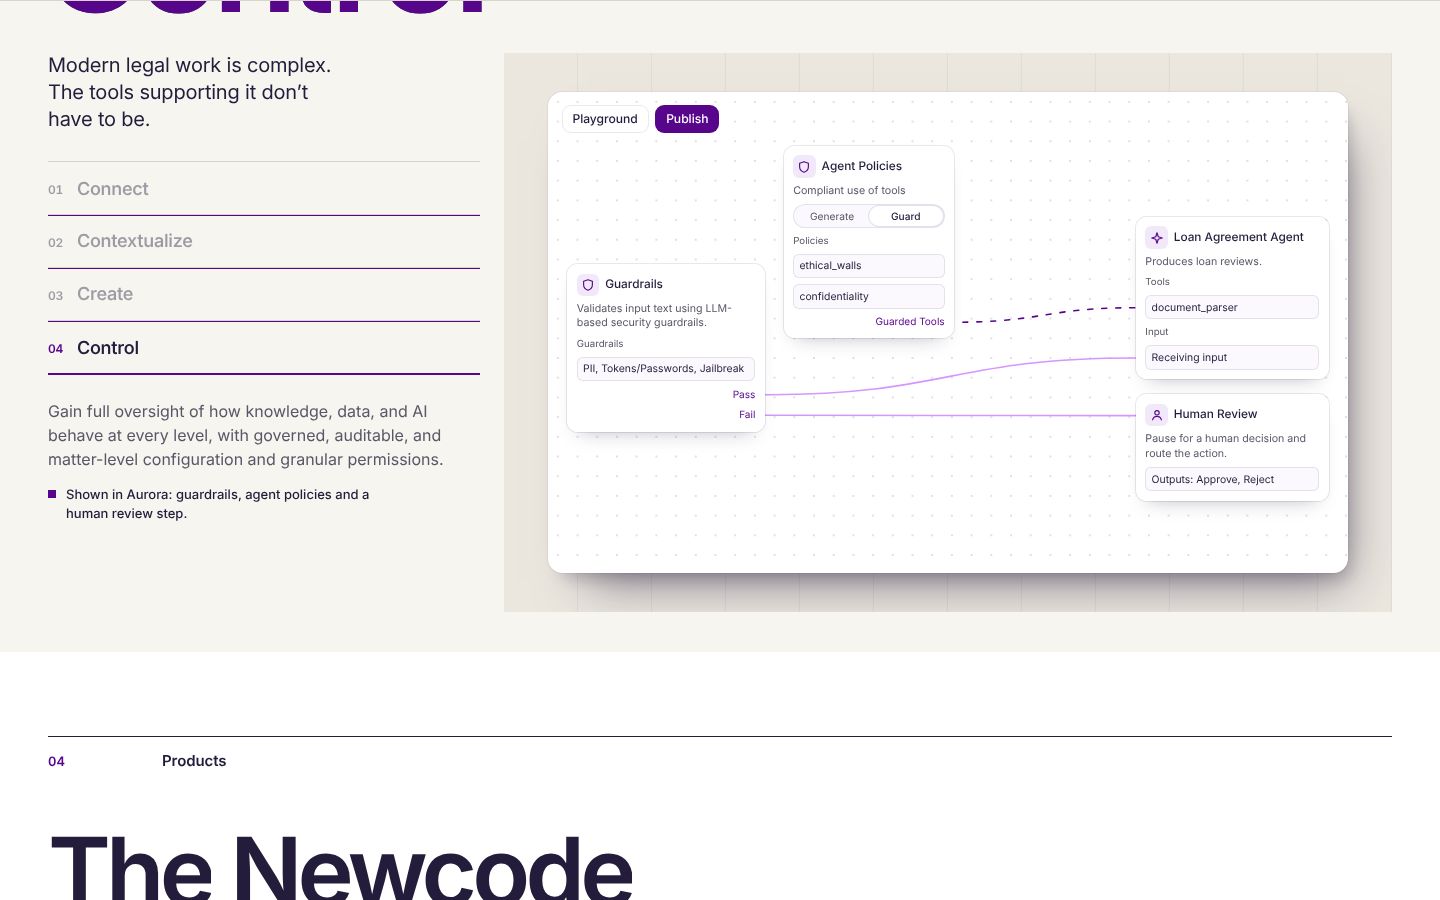 Control
Modern legal work is complex.
The tools supporting it don’t
have to be.
01 Connect
02 Contextualize
03 Create
04 Control
Gain full oversight of how knowledge, data, and AI
behave at every level, with governed, auditable, and
matter-level configuration and granular permissions.
Shown in Aurora: guardrails, agent policies and a
human review step.
Playground Publish
Agent Policies
Compliant use of tools
Generate Guard
Policies
ethical_walls
confidentiality
Guarded Tools
Guardrails
Validates input text using LLM-
based security guardrails.
Guardrails
PII, Tokens/Passwords, Jailbreak
Pass
Fail
Loan Agreement Agent
Produces loan reviews.
Tools
document_parser
Input
Receiving input
Human Review
Pause for a human decision and
route the action.
Outputs: Approve, Reject
04 Products
The Newcode